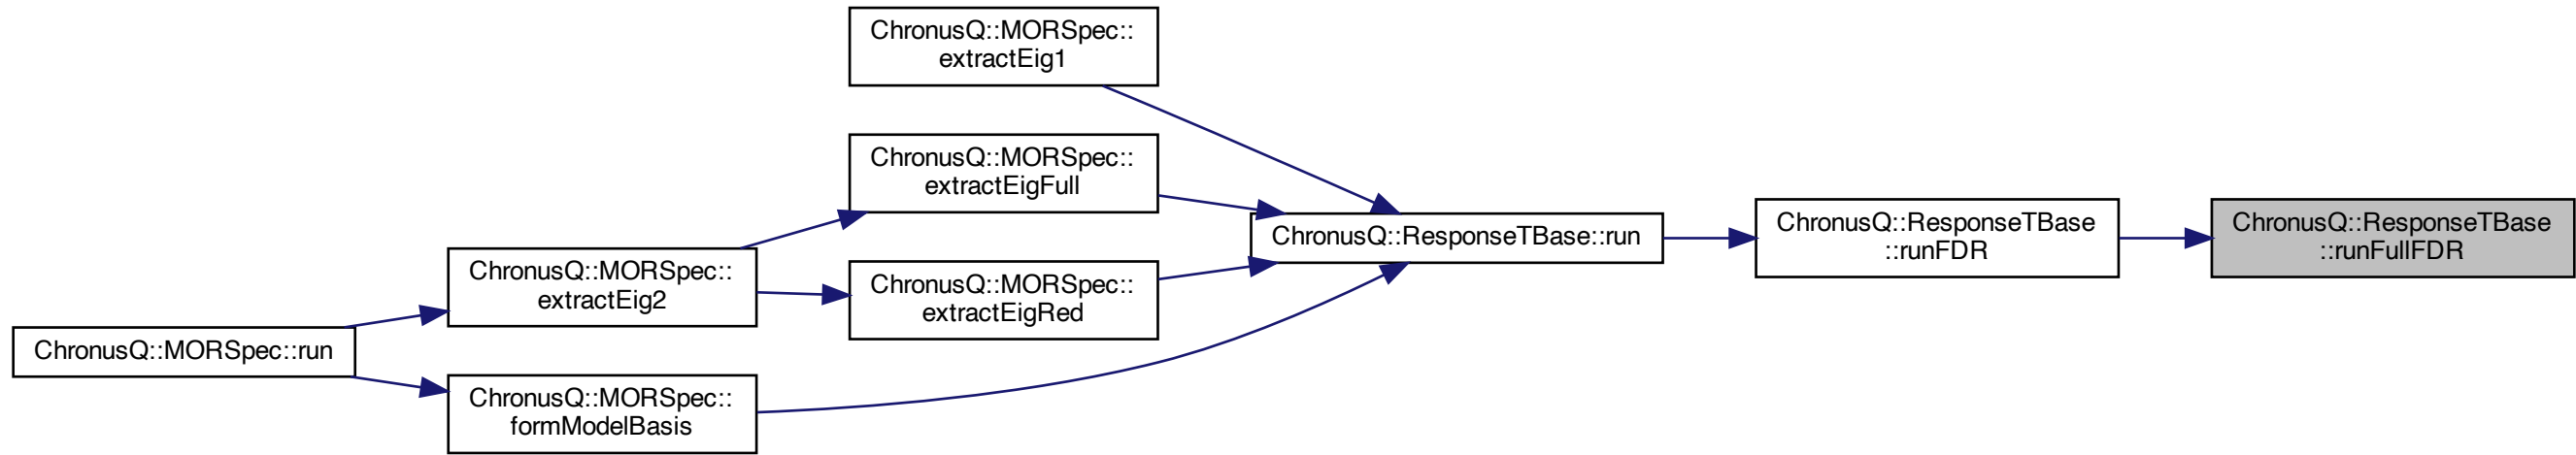 ChronusQ::MORSpec::
extractEig1
ChronusQ::MORSpec::
extractEigFull
ChronusQ::ResponseTBase
::runFDR
ChronusQ::ResponseTBase
::runFullFDR
ChronusQ::ResponseTBase::run
ChronusQ::MORSpec::
extractEig2
ChronusQ::MORSpec::
extractEigRed
ChronusQ::MORSpec::run
ChronusQ::MORSpec::
formModelBasis